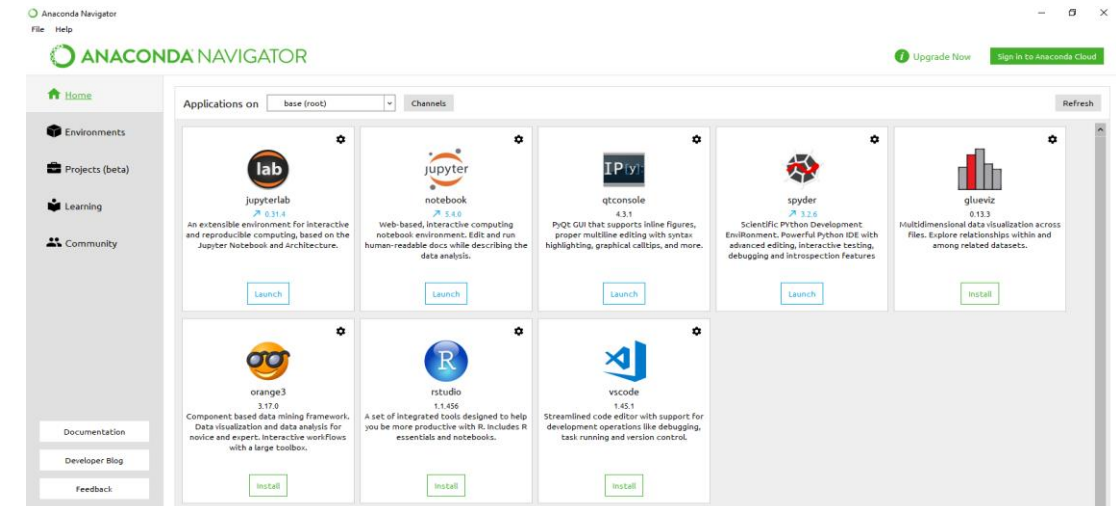 Anaconda Navigator
File Help
ANACONDA NAVIGATOR
Upgrade Now
Sign in to Anaconda Cloud
Home
Environments
Projects (beta)
Learning
Community
Documentation
Developer Blog
Feedback
Applications on base (root) Channels Refresh
lab
jupyterlab
0.31.4
An extensible environment for interactive
and reproducible computing, based on the
Jupyter Notebook and Architecture.
Launch
jupyter
notebook
5.4.0
Web-based, interactive computing
notebook environment. Edit and run
human-readable docs while describing the
data analysis.
Launch
IP[y]:
qtconsole
4.3.1
PyQt GUI that supports inline figures,
proper multiline editing with syntax
highlighting, graphical calltips, and more.
Launch
spyder
3.2.6
Scientific PYthon Development
EnviRonment. Powerful Python IDE with
advanced editing, interactive testing,
debugging and introspection features
Launch
glueviz
0.13.3
Multidimensional data visualization across
files. Explore relationships within and
among related datasets.
Install
orange3
3.17.0
Component based data mining framework.
Data visualization and data analysis for
novice and expert. Interactive workflows
with a large toolbox.
Install
R
rstudio
1.1.456
A set of integrated tools designed to help
you be more productive with R. Includes R
essentials and notebooks.
Install
vscode
1.45.1
Streamlined code editor with support for
development operations like debugging,
task running and version control.
Install